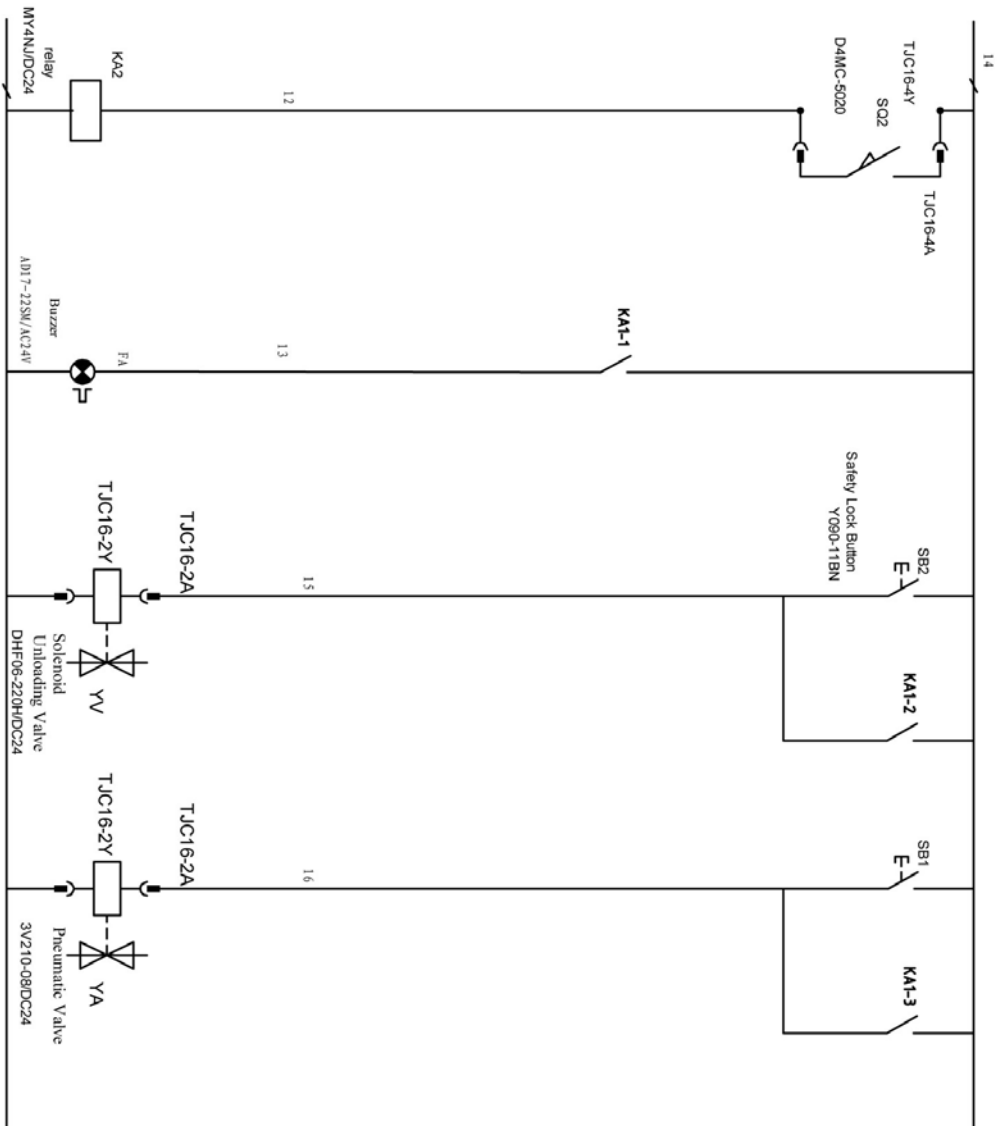 14
TJC16-4Y
TJC16-4A
SQ2
D4MC-5020
12
KA2
relay
MY4NJ/DC24
KA1-1
13
FA
Buzzer
AD17-22SM/AC24V
SB2
Safety Lock Button
Y090-11BN
KA1-2
15
TJC16-2A
TJC16-2Y
YV
Solenoid
Unloading Valve
DHF06-220H/DC24
SB1
KA1-3
16
TJC16-2A
TJC16-2Y
YA
Pneumatic Valve
3V210-08/DC24